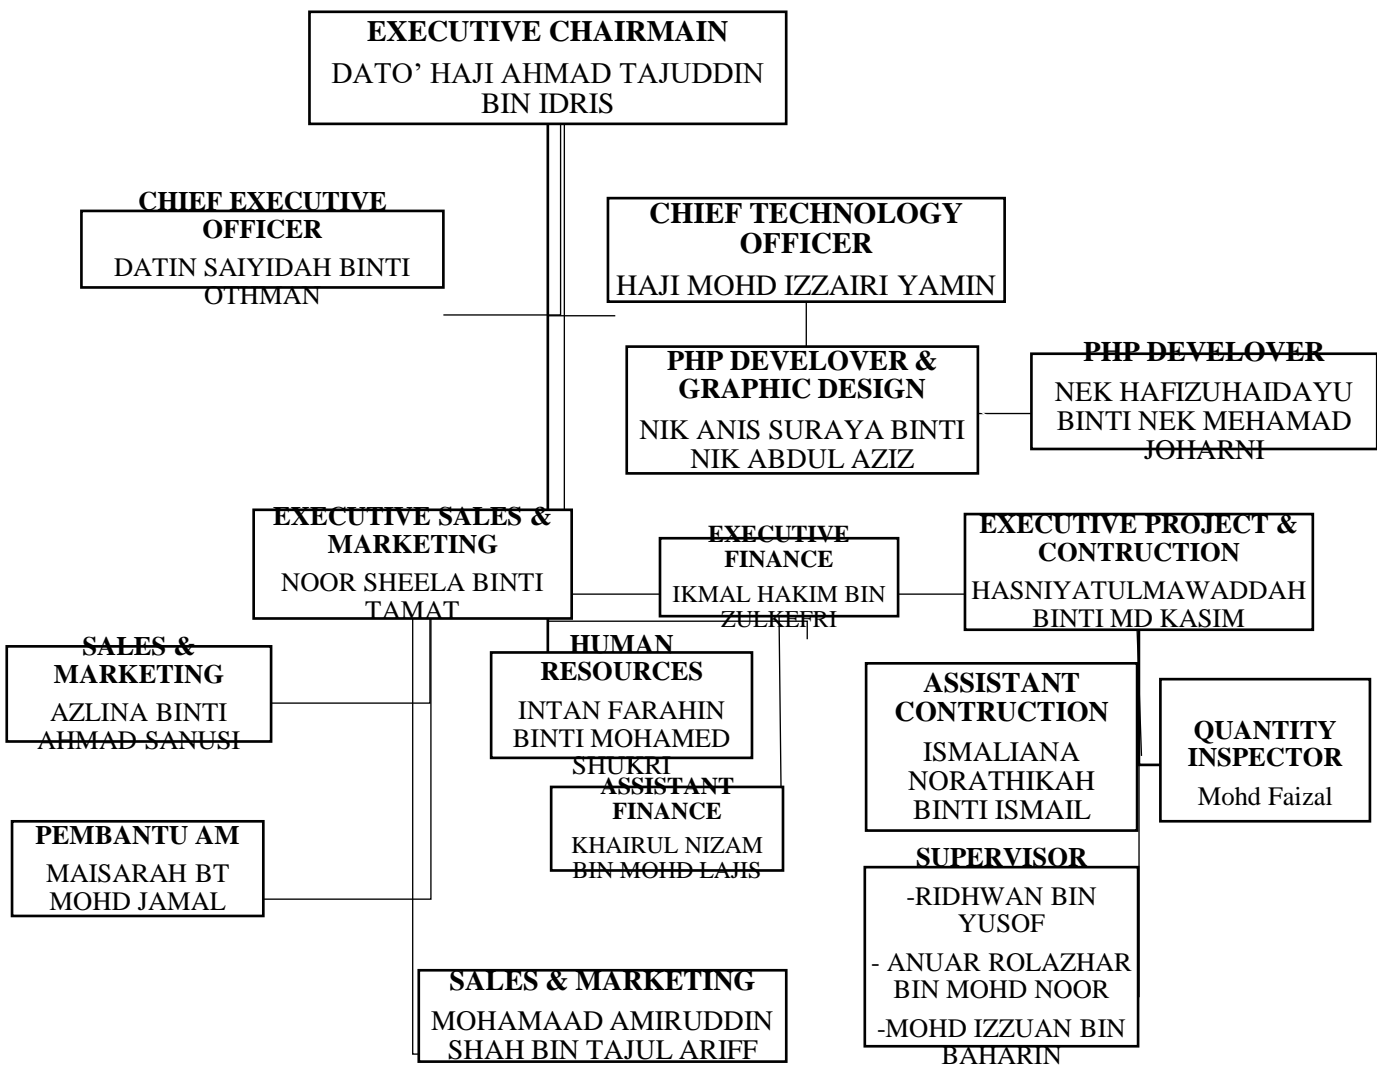 EXECUTIVE CHAIRMAIN
DATO’ HAJI AHMAD TAJUDDIN
BIN IDRIS
CHIEF EXECUTIVE
OFFICER
DATIN SAIYIDAH BINTI
OTHMAN
CHIEF TECHNOLOGY
OFFICER
HAJI MOHD IZZAIRI YAMIN
PHP DEVELOVER &
GRAPHIC DESIGN
NIK ANIS SURAYA BINTI
NIK ABDUL AZIZ
PHP DEVELOVER
NEK HAFIZUHAIDAYU
BINTI NEK MEHAMAD
JOHARNI
EXECUTIVE SALES &
MARKETING
NOOR SHEELA BINTI
TAMAT
EXECUTIVE
FINANCE
IKMAL HAKIM BIN
ZULKEFRI
EXECUTIVE PROJECT &
CONTRUCTION
HASNIYATULMAWADDAH
BINTI MD KASIM
SALES &
MARKETING
AZLINA BINTI
AHMAD SANUSI
HUMAN
RESOURCES
INTAN FARAHIN
BINTI MOHAMED
SHUKRI
ASSISTANT
CONTRUCTION
ISMALIANA
NORATHIKAH
BINTI ISMAIL
QUANTITY
INSPECTOR
Mohd Faizal
ASSISTANT
FINANCE
KHAIRUL NIZAM
BIN MOHD LAJIS
PEMBANTU AM
MAISARAH BT
MOHD JAMAL
SUPERVISOR
-RIDHWAN BIN
YUSOF
- ANUAR ROLAZHAR
BIN MOHD NOOR
-MOHD IZZUAN BIN
BAHARIN
SALES & MARKETING
MOHAMAAD AMIRUDDIN
SHAH BIN TAJUL ARIFF